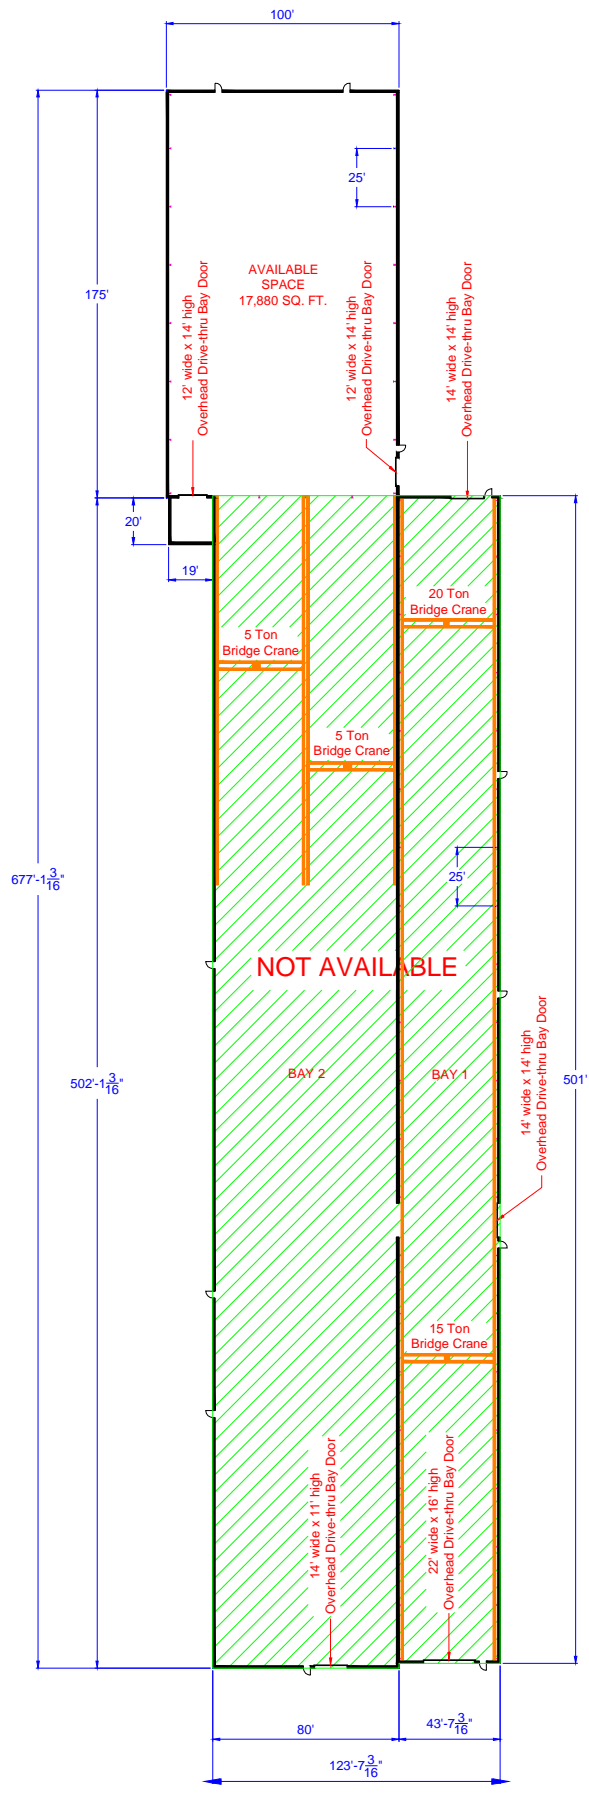 100'
25'
175'
AVAILABLE
SPACE
17,880 SQ. FT.
12' wide x 14' high
Overhead Drive-thru Bay Door
12' wide x 14' high
Overhead Drive-thru Bay Door
14' wide x 14' high
Overhead Drive-thru Bay Door
20'
19'
20 Ton
Bridge Crane
5 Ton
Bridge Crane
5 Ton
Bridge Crane
677'-1 3/16"
25'
NOT AVAILABLE
BAY 2
BAY 1
502'-1 3/16"
501'
14' wide x 14' high
Overhead Drive-thru Bay Door
15 Ton
Bridge Crane
14' wide x 11' high
Overhead Drive-thru Bay Door
22' wide x 16' high
Overhead Drive-thru Bay Door
80'
43'-7 3/16"
123'-7 3/16"